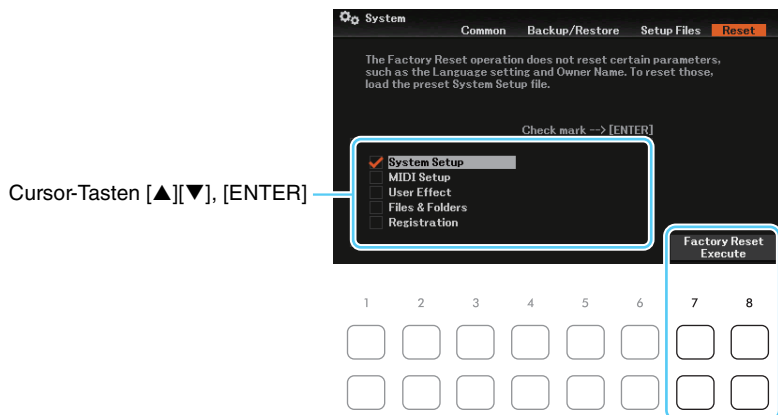 System
Common Backup/Restore Setup Files Reset
The Factory Reset operation does not reset certain parameters,
such as the Language setting and Owner Name. To reset those,
load the preset System Setup file.
Check mark --> [ENTER]
System Setup
MIDI Setup
User Effect
Files & Folders
Registration
Cursor-Tasten [▲][▼], [ENTER]
Factory Reset
Execute
1 2 3 4 5 6 7 8